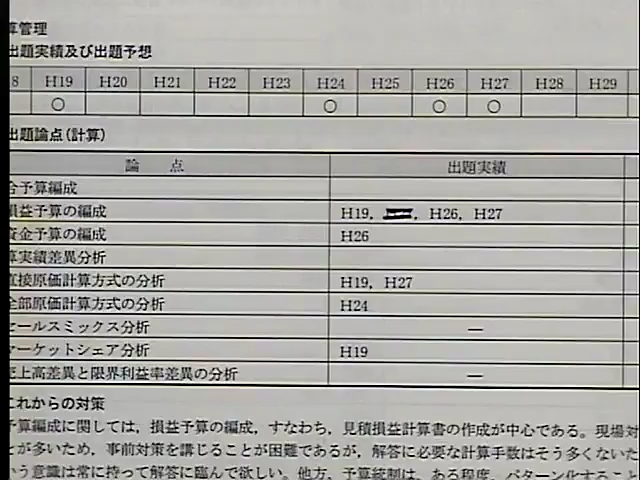 算管理
出題実績及び出題予想
8 H19 H20 H21 H22 H23 H24 H25 H26 H27 H28 H29
○ ○ ○ ○
出題論点(計算)
論 点 出題実績
合予算編成
損益予算の編成 H19, H26, H27
資金予算の編成 H26
算実績差異分析
直接原価計算方式の分析 H19, H27
全部原価計算方式の分析 H24
セールスミックス分析 ―
マーケットシェア分析 H19
売上高差異と限界利益率差異の分析 ―
これからの対策
予算編成に関しては,損益予算の編成,すなわち,見積損益計算書の作成が中心である。現場対
とが多いため,事前対策を講じることが困難であるが,解答に必要な計算手数はそう多くないた
いう意識は常に持って解答に臨んで欲しい。他方,予算統制は,ある程度,パターン化すること